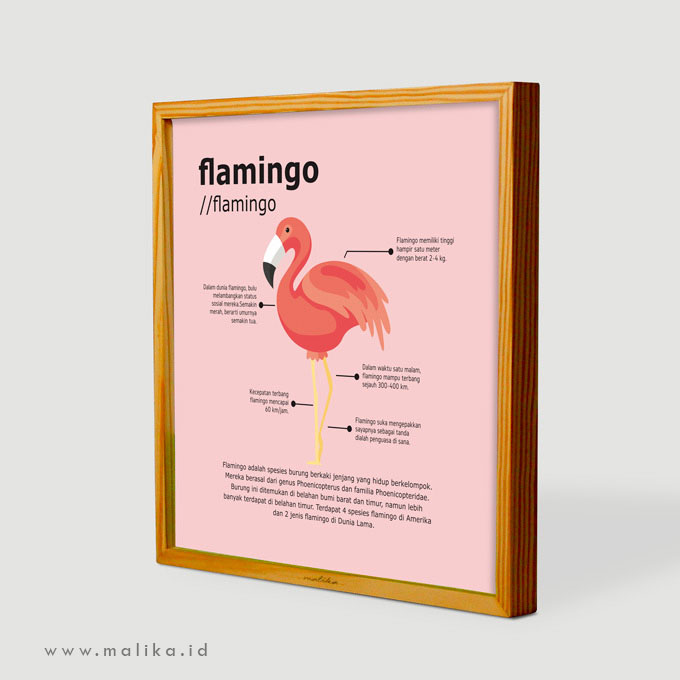 flamingo
//flamingo
Flamingo memiliki tinggi
hampir satu meter
dengan berat 2-4 kg.
Dalam dunia flamingo, bulu
melambangkan status
sosial mereka.Semakin
merah, berarti umurnya
semakin tua.
Dalam waktu satu malam,
flamingo mampu terbang
sejauh 300-400 km.
Kecepatan terbang
flamingo mencapai
60 km/jam.
Flamingo suka mengepakkan
sayapnya sebagai tanda
dialah penguasa di sana.
Flamingo adalah spesies burung berkaki jenjang yang hidup berkelompok.
Mereka berasal dari genus Phoenicopterus dan familia Phoenicopteridae.
Burung ini ditemukan di belahan bumi barat dan timur, namun lebih
banyak terdapat di belahan timur. Terdapat 4 spesies flamingo di Amerika
dan 2 jenis flamingo di Dunia Lama.
malika
www.malika.id